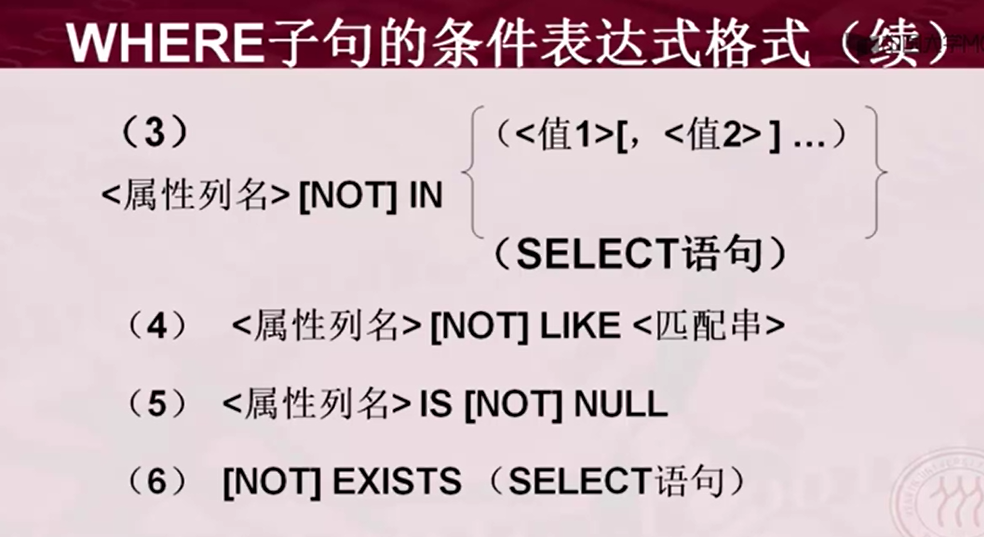 WHERE子句的条件表达式格式（续）
（3）
（<值1>[，<值2> ] …）
<属性列名> [NOT] IN
（SELECT语句）
（4） <属性列名> [NOT] LIKE <匹配串>
（5） <属性列名> IS [NOT] NULL
（6） [NOT] EXISTS （SELECT语句）